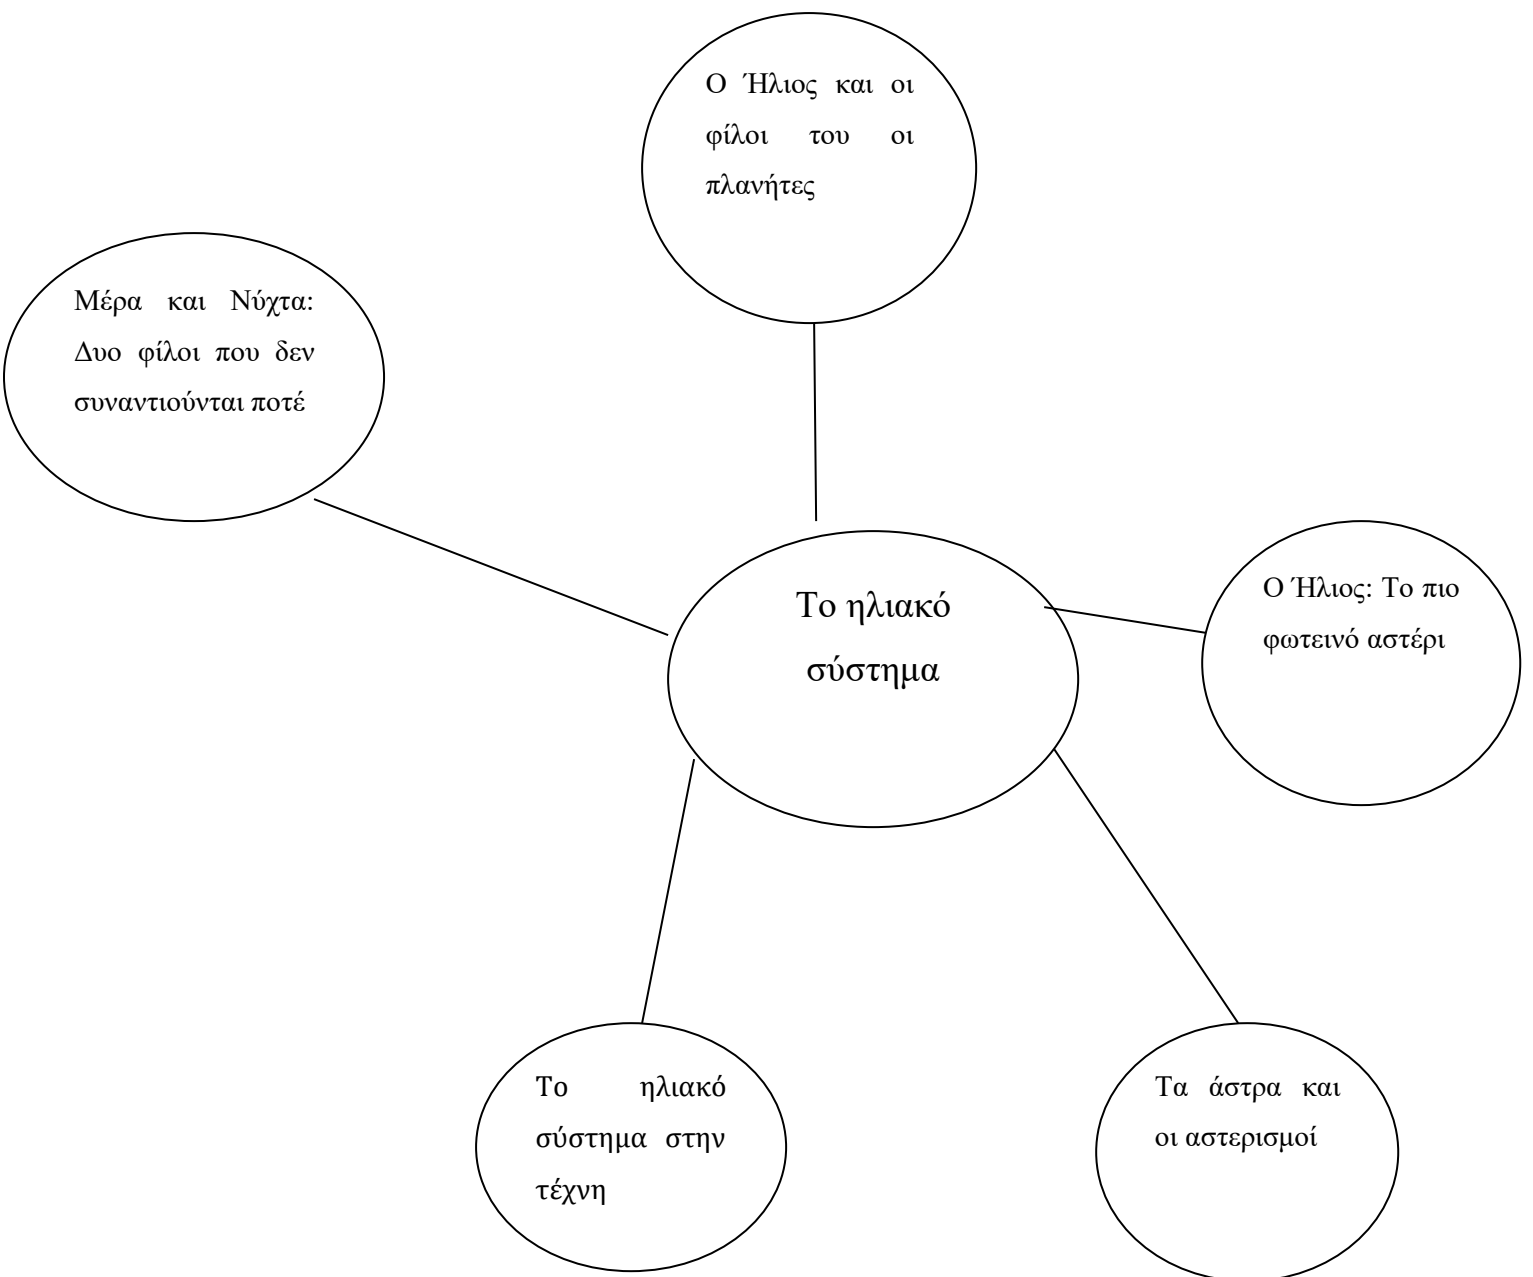 Ο Ήλιος και οι
φίλοι του οι
πλανήτες
Μέρα και Νύχτα:
Δυο φίλοι που δεν
συναντιούνται ποτέ
Το ηλιακό
σύστημα
Ο Ήλιος: Το πιο
φωτεινό αστέρι
Το ηλιακό
σύστημα στην
τέχνη
Τα άστρα και
οι αστερισμοί